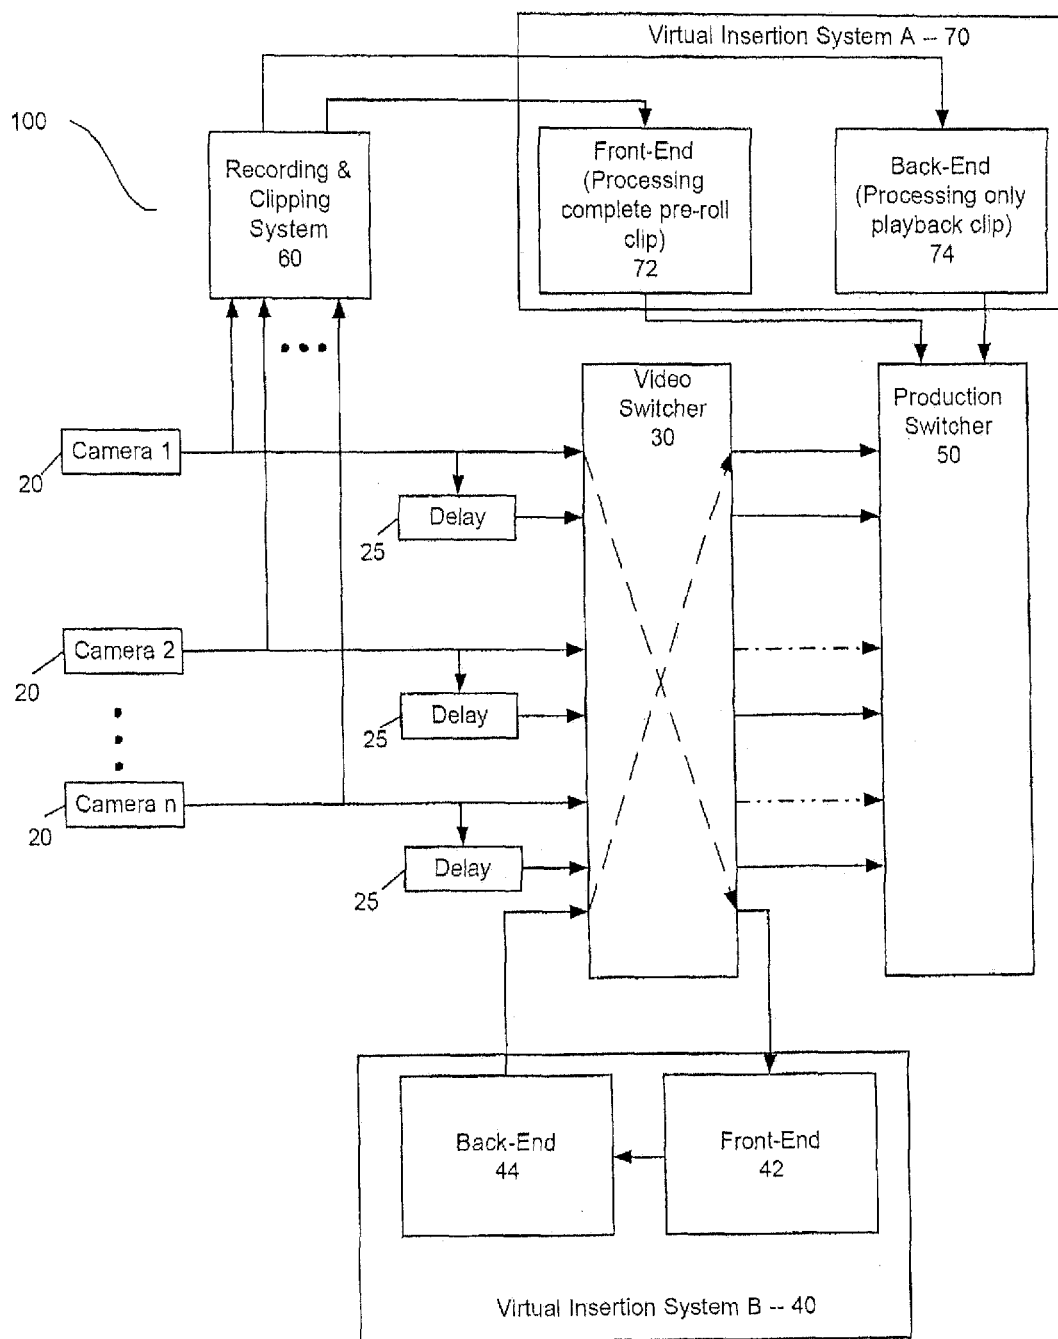 Virtual Insertion System A -- 70
100
Recording &
Clipping
System
60
Front-End
(Processing
complete pre-roll
clip)
72
Back-End
(Processing only
playback clip)
74
Video
Switcher
30
Production
Switcher
50
Camera 1
20
Delay
25
Camera 2
20
Delay
25
Camera n
20
Delay
25
Back-End
44
Front-End
42
Virtual Insertion System B -- 40